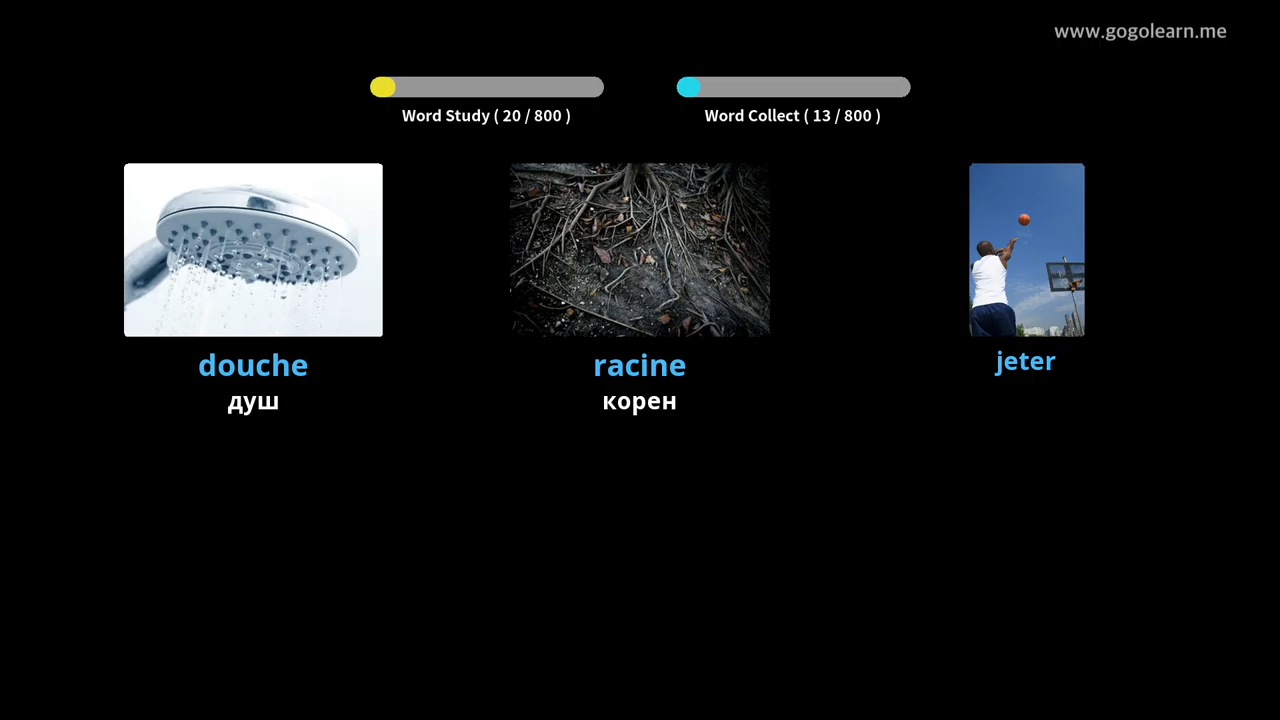 www.gogolearn.me
Word Study ( 20 / 800 )
Word Collect ( 13 / 800 )
douche
душ
racine
корен
jeter